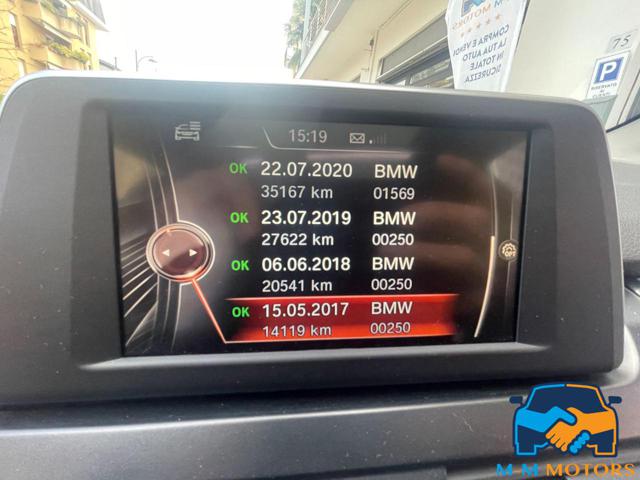 M-M MOTORS
COMPRA E VENDI
LA TUA AUTO
IN TOTALE
SICUREZZA
75
P
RISERVATO
15:19
OK 22.07.2020 BMW
35167 km 01569
OK 23.07.2019 BMW
27622 km 00250
OK 06.06.2018 BMW
20541 km 00250
OK 15.05.2017 BMW
14119 km 00250
OFF
M-M MOTORS